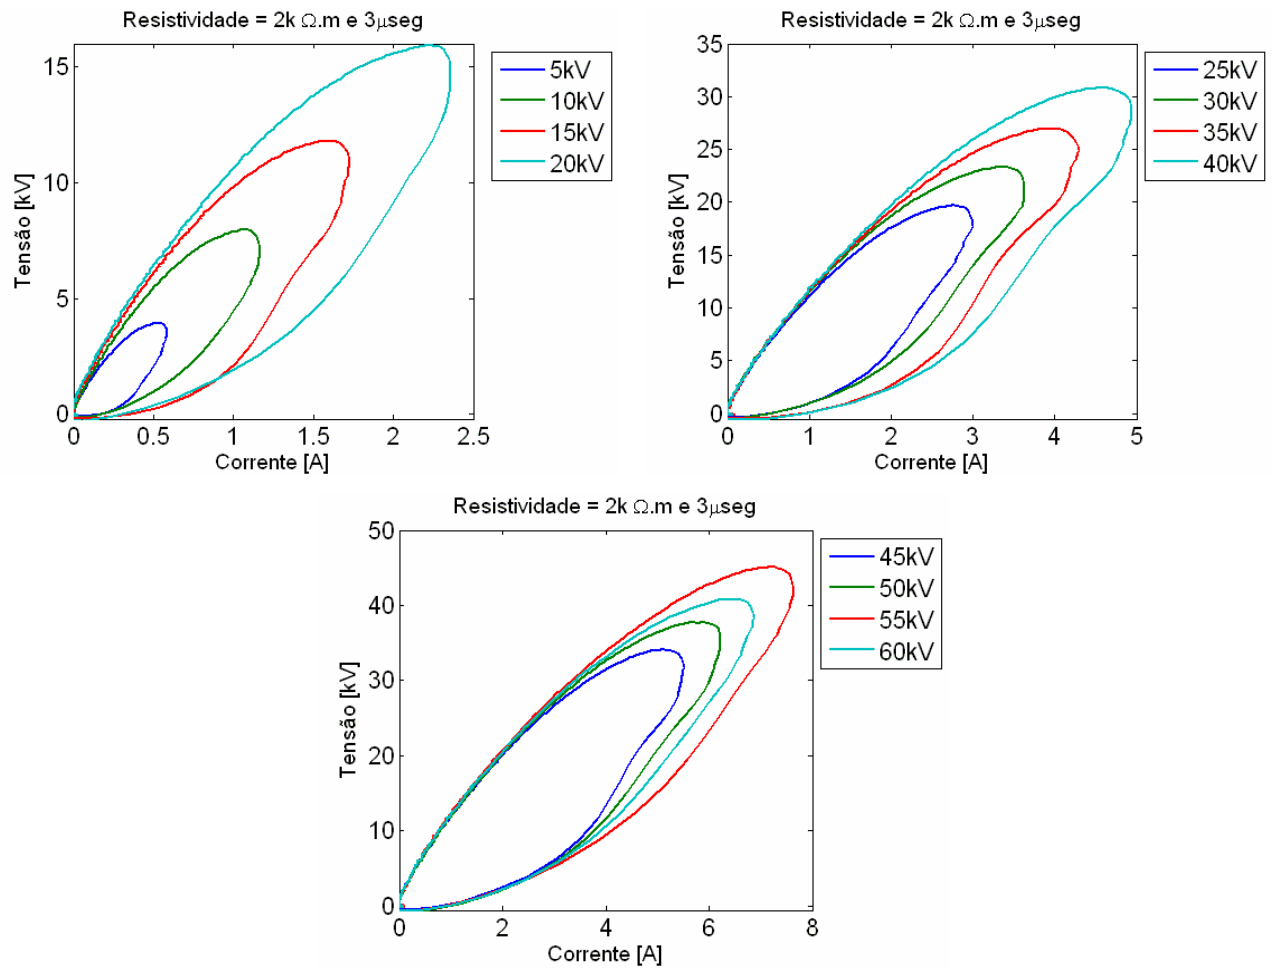 Resistividade = 2k Ω.m e 3μseg
15
10
5
0
Tensão [kV]
0 0.5 1 1.5 2 2.5
Corrente [A]
5kV
10kV
15kV
20kV
Resistividade = 2k Ω.m e 3μseg
35
30
25
20
15
10
5
0
Tensão [kV]
0 1 2 3 4 5
Corrente [A]
25kV
30kV
35kV
40kV
Resistividade = 2k Ω.m e 3μseg
50
40
30
20
10
0
Tensão [kV]
0 2 4 6 8
Corrente [A]
45kV
50kV
55kV
60kV